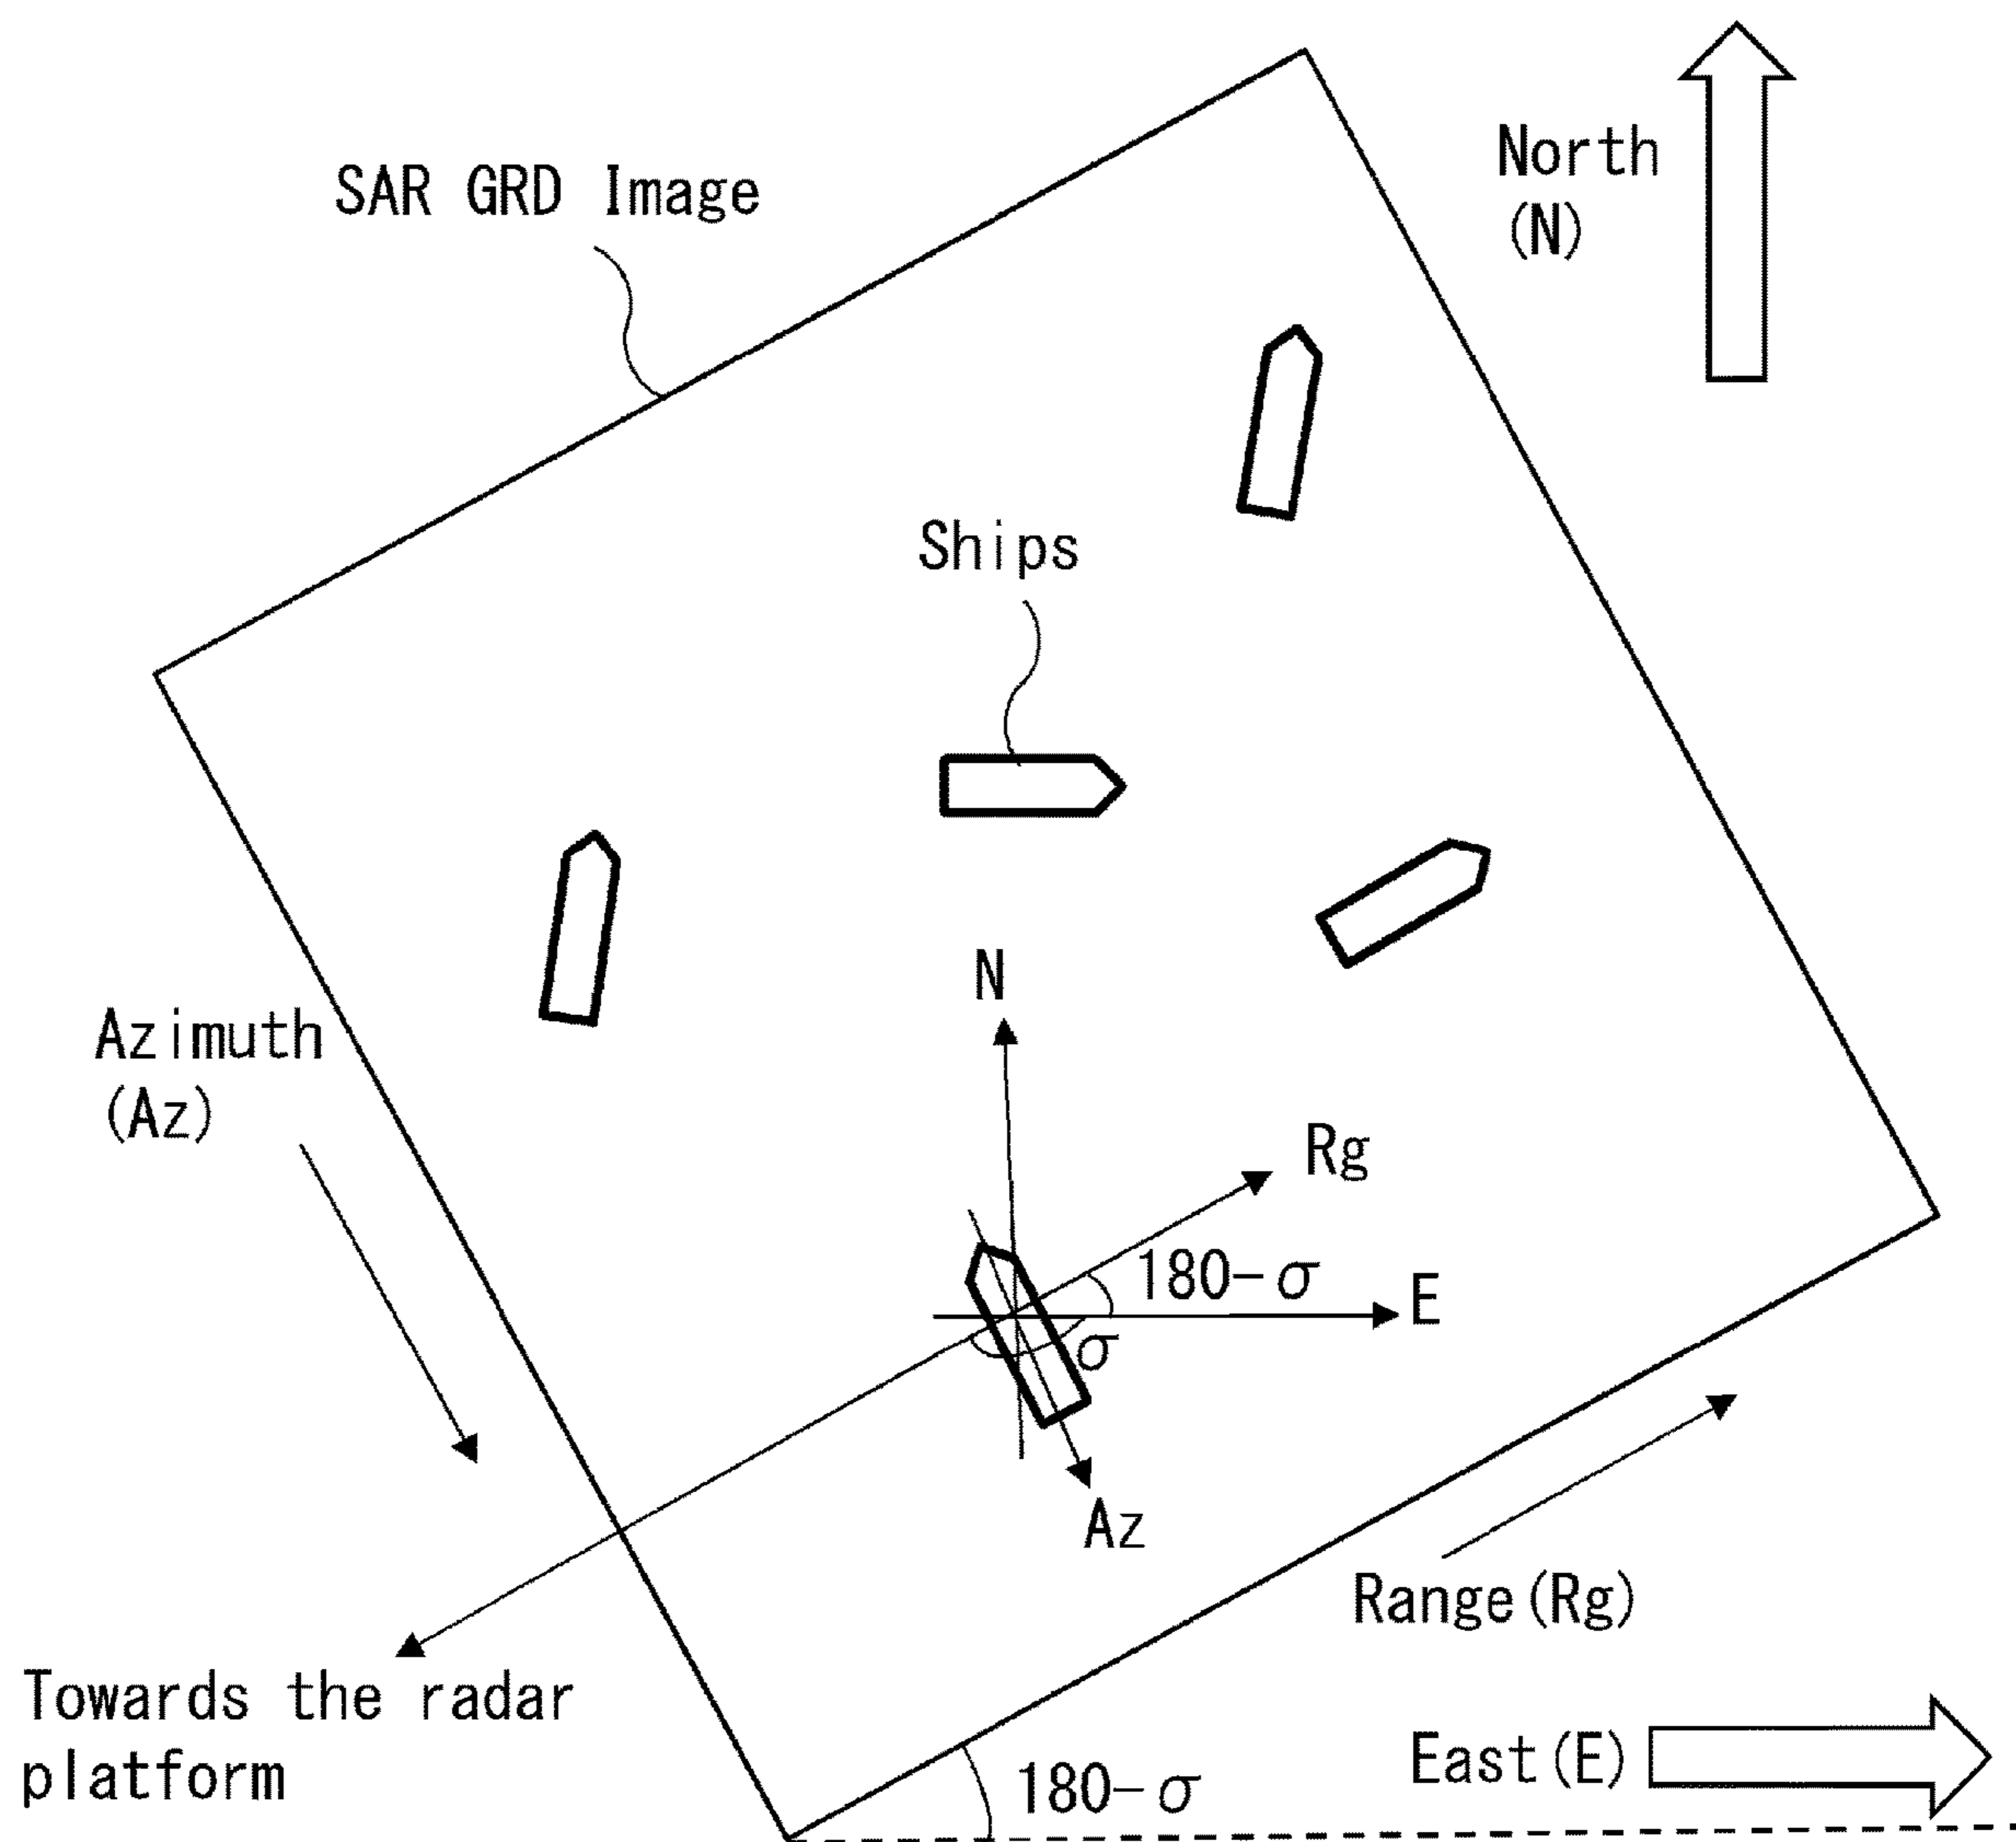 North
(N)
SAR GRD Image
Ships
N
Azimuth
(Az)
Rg
180-σ
E
σ
Az
Range(Rg)
Towards the radar
platform
East(E)
180-σ